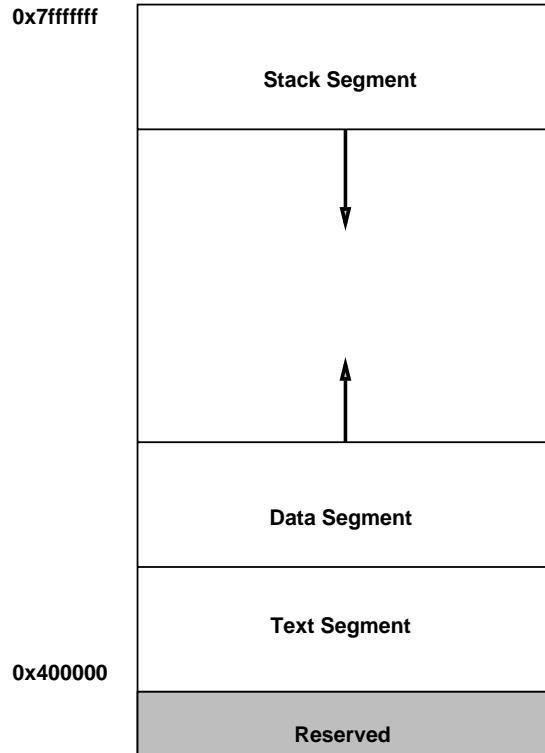 0x7fffffff
Stack Segment
Data Segment
Text Segment
0x400000
Reserved